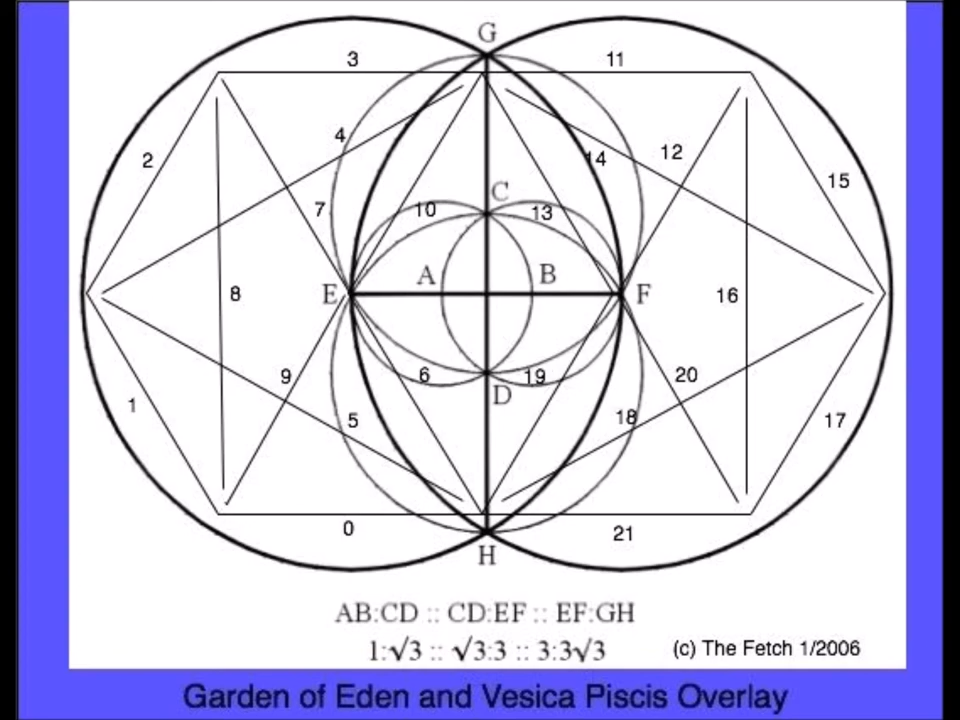 G
3
11
4
14
12
2
15
C
7
10
13
A
B
E
F
8
16
9
6
19
20
D
1
5
18
17
0
21
H
AB:CD :: CD:EF :: EF:GH
1:√3 :: √3:3 :: 3:3√3
(c) The Fetch 1/2006
Garden of Eden and Vesica Piscis Overlay